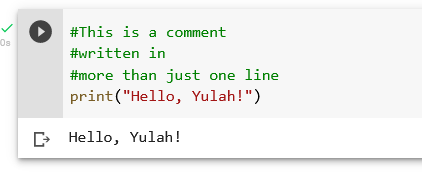 #This is a comment
#written in
#more than just one line
print("Hello, Yulah!")
0s
Hello, Yulah!